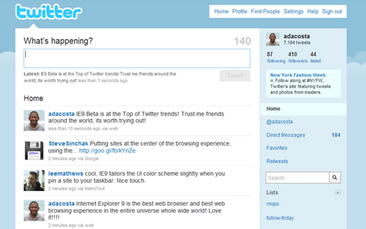 twitter
Home Profile Find People Settings Help Sign out
What's happening?
140
Latest: IE9 Beta is at the Top of Twitter trends! Trust me friends around the
world, its worth trying out! less than 10 seconds ago
Home
adacosta IE9 Beta is at the Top of Twitter trends! Trust me friends
around the world, its worth trying out!
less than 10 seconds ago via web
SteveSinchak Putting sites at the center of the browser experience,
using the... http://goo.gl/fb/KYnZe
2 minutes ago via Google
leemathews cool, IE9 tailors the UI color scheme slightly when you
pin a site to your taskbar. Nice touch.
2 minutes ago via MetroTwit
adacosta Internet Explorer 9 is the best web browser and best web
browsing experience in the entire universe whole wide world! Love
it!!!!
2 minutes ago via web
adacosta
7,104 tweets
87 410 44
following followers listed
New York Fashion Week
Follow along at #NYFW,
Twitter's site featuring tweets
and photos from insiders.
Home
@adacosta
Direct Messages 104
Favorites
Retweets
Search
Lists
mvps
follow-friday